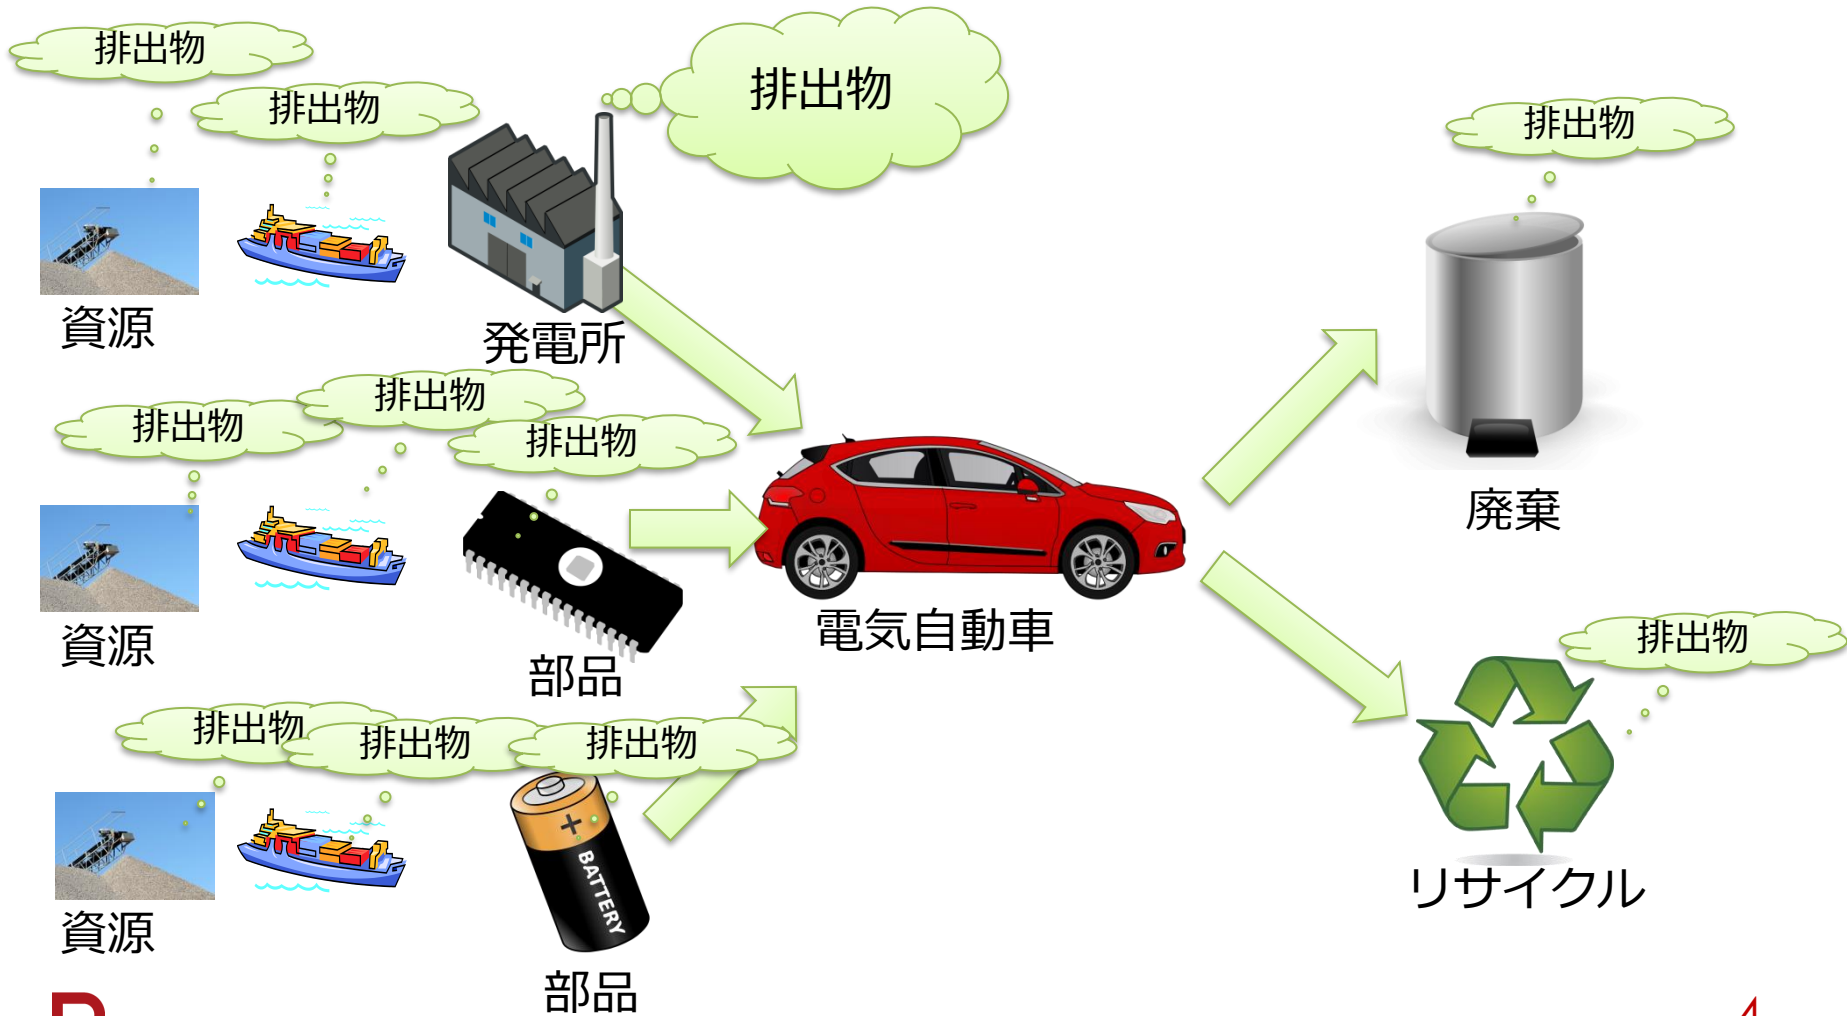 排出物
排出物
排出物
排出物
資源
発電所
排出物
排出物
排出物
廃棄
資源
部品
電気自動車
排出物
排出物
排出物
排出物
+
BATTERY
リサイクル
資源
部品